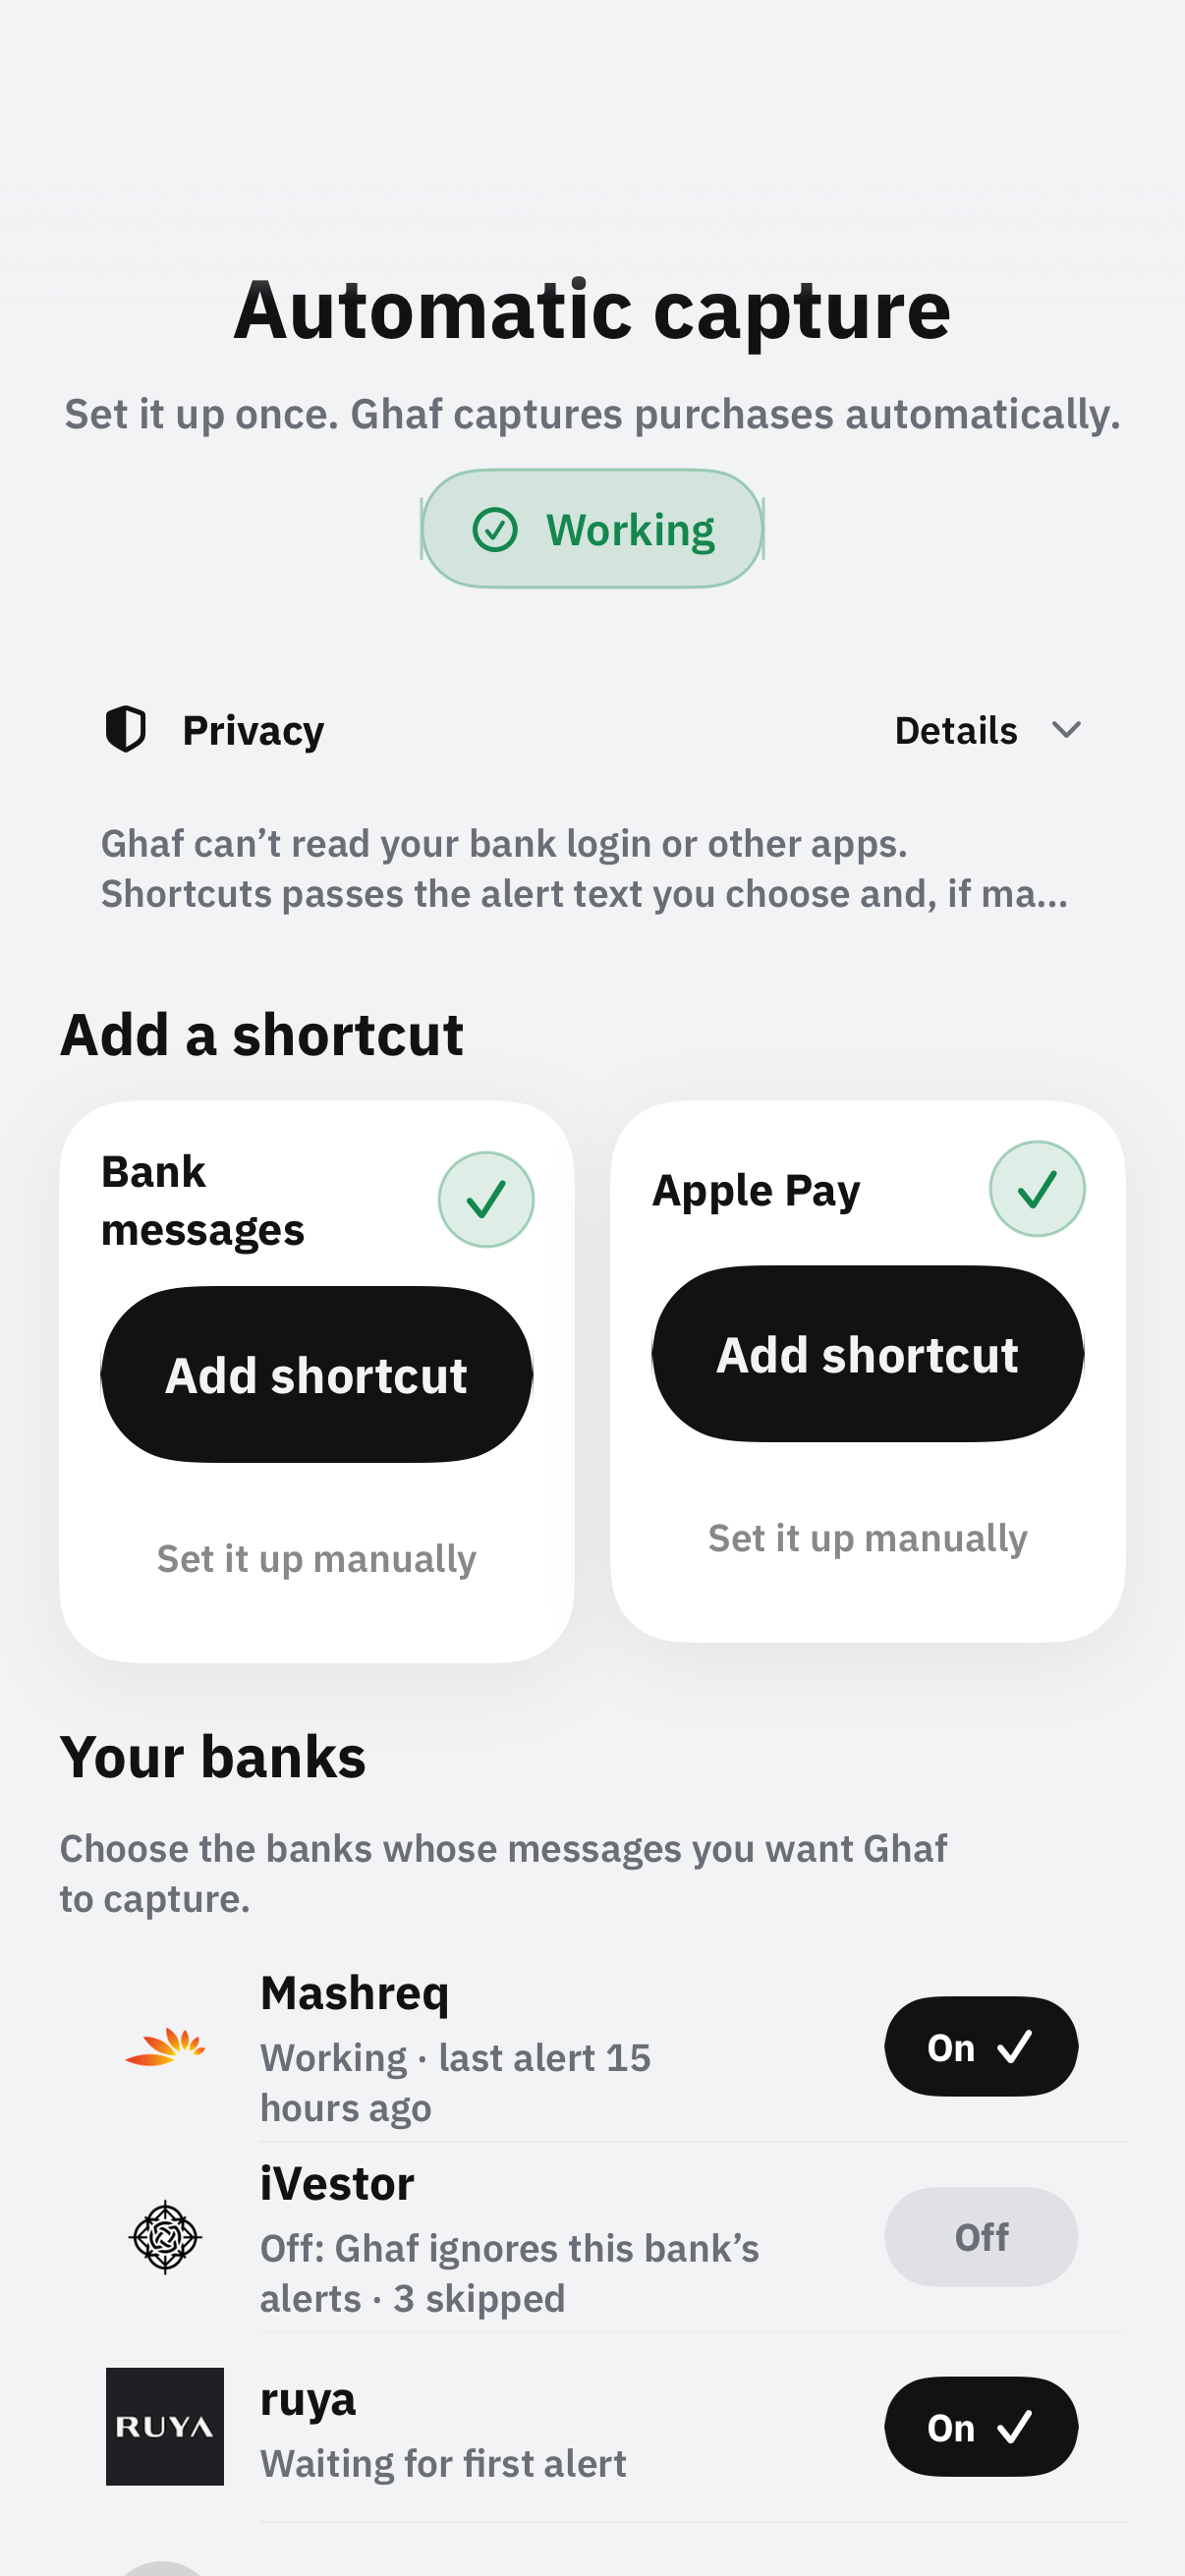 Automatic capture
Set it up once. Ghaf captures purchases automatically.
Working
Privacy
Details
Ghaf can’t read your bank login or other apps.
Shortcuts passes the alert text you choose and, if ma...
Add a shortcut
Bank
messages
Add shortcut
Set it up manually
Apple Pay
Add shortcut
Set it up manually
Your banks
Choose the banks whose messages you want Ghaf
to capture.
Mashreq
Working · last alert 15
hours ago
On
iVestor
Off: Ghaf ignores this bank’s
alerts · 3 skipped
Off
RUYA
ruya
Waiting for first alert
On